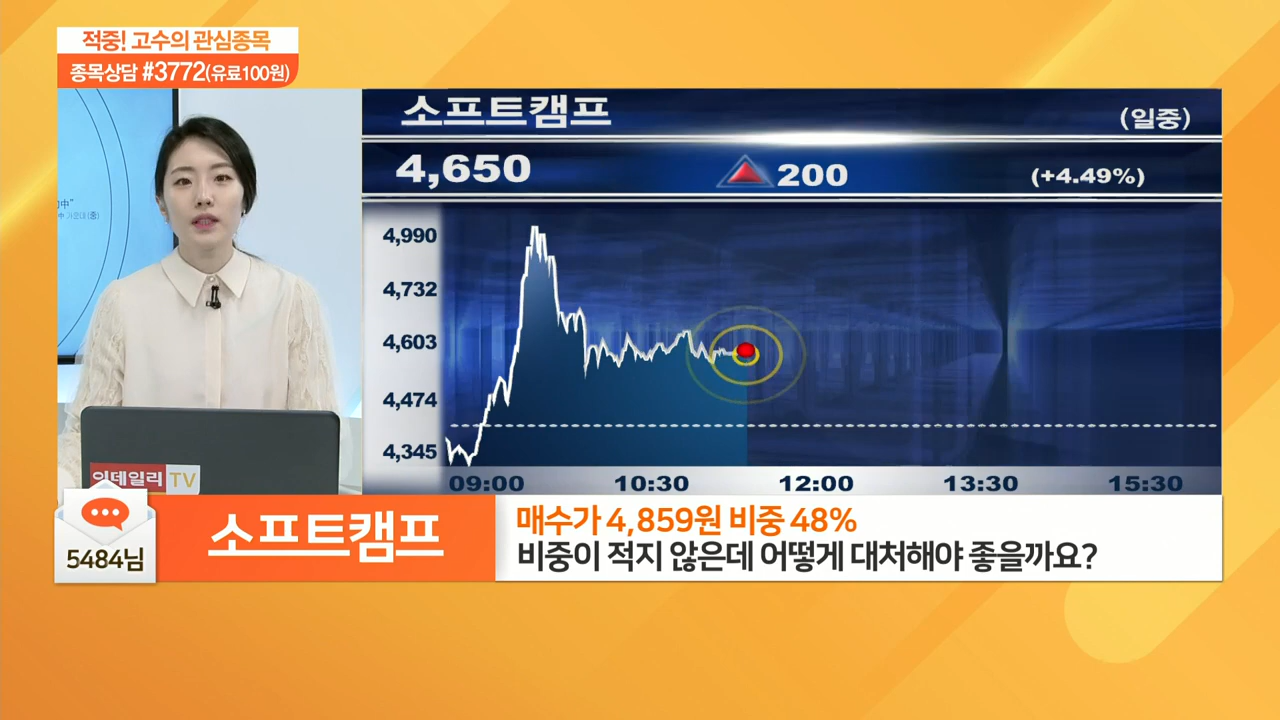 적중! 고수의 관심종목
종목상담 #3772(유료100원)
소프트캠프
(일중)
4,650
200
(+4.49%)
4,990
4,732
4,603
4,474
4,345
09:00
10:30
12:00
13:30
15:30
中"
이데일리 TV
5484님
소프트캠프
매수가 4,859원 비중 48%
비중이 적지 않은데 어떻게 대처해야 좋을까요?